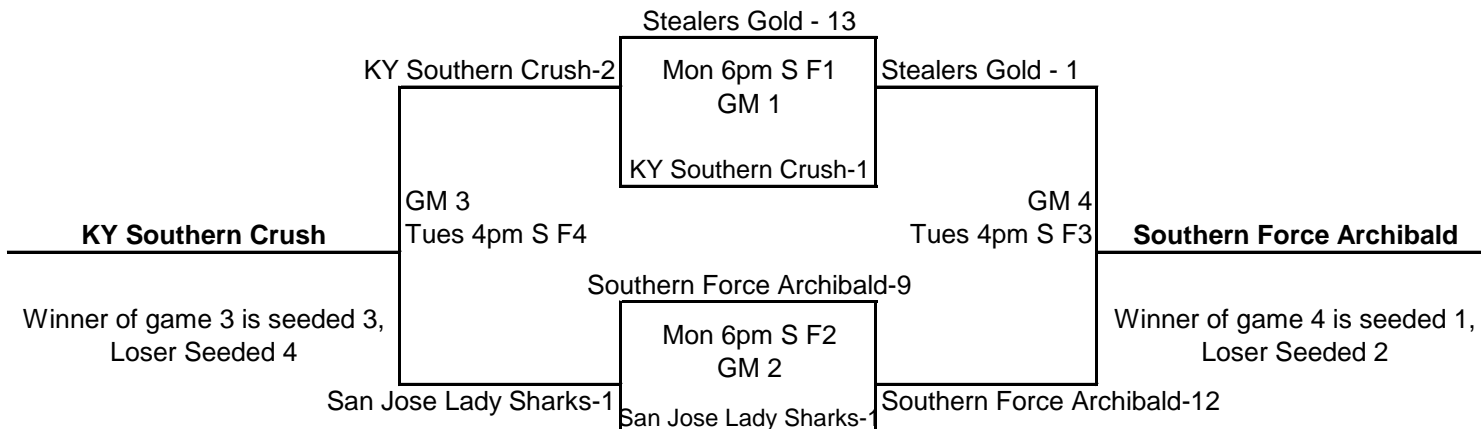 Stealers Gold - 13
KY Southern Crush-2
Mon 6pm S F1
GM 1
Stealers Gold - 1
KY Southern Crush-1
GM 3
Tues 4pm S F4
GM 4
Tues 4pm S F3
KY Southern Crush
Southern Force Archibald
Southern Force Archibald-9
Winner of game 3 is seeded 3,
Loser Seeded 4
Mon 6pm S F2
GM 2
Winner of game 4 is seeded 1,
Loser Seeded 2
San Jose Lady Sharks-1
San Jose Lady Sharks-1
Southern Force Archibald-12